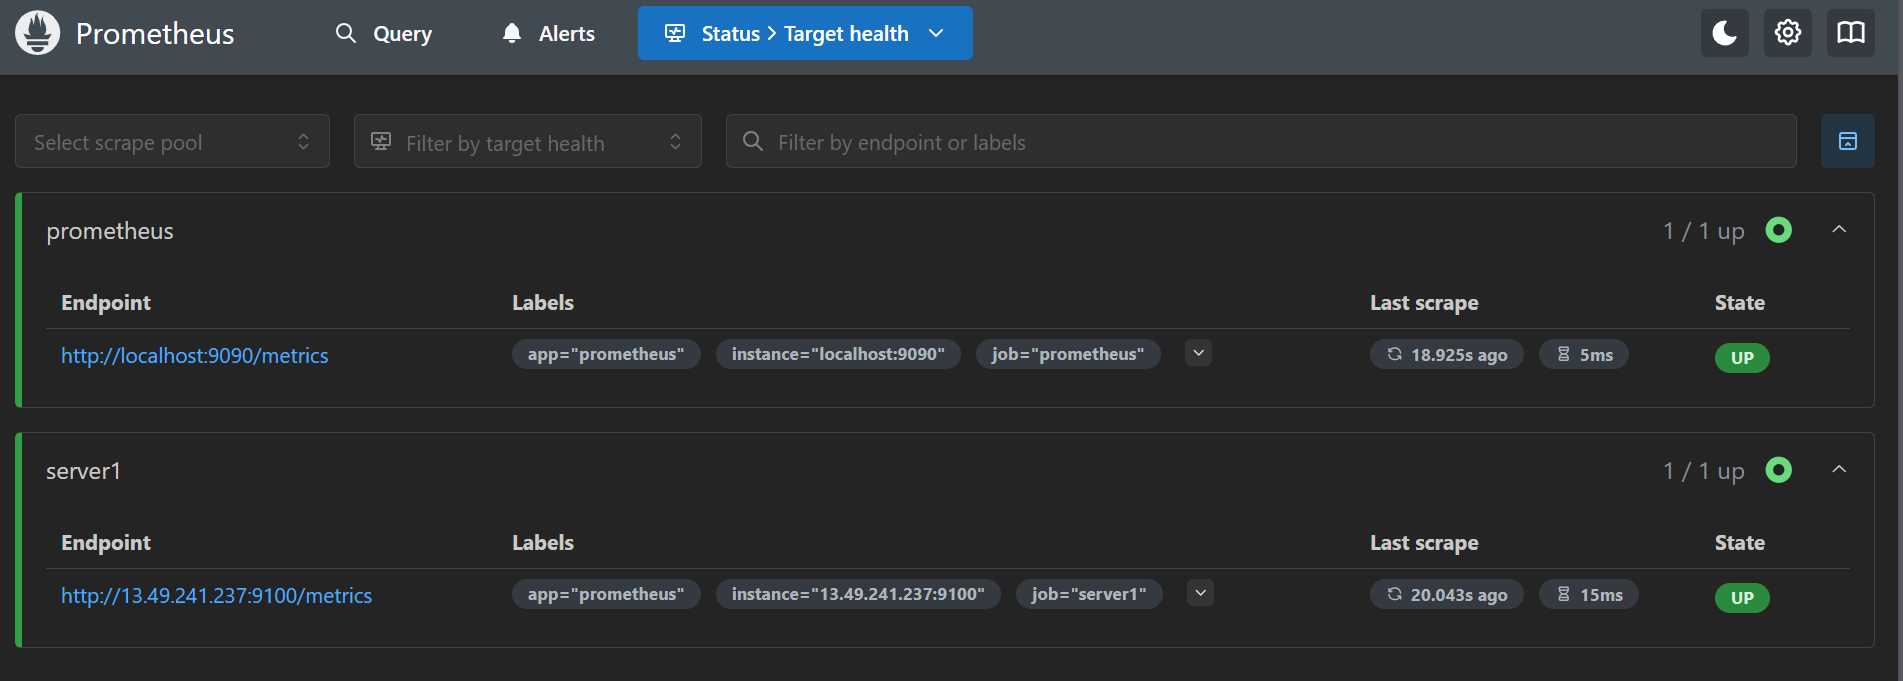 Prometheus Query Alerts Status > Target health
Select scrape pool Filter by target health Filter by endpoint or labels
prometheus 1 / 1 up
Endpoint Labels Last scrape State
http://localhost:9090/metrics app="prometheus" instance="localhost:9090" job="prometheus" 18.925s ago 5ms UP
server1 1 / 1 up
Endpoint Labels Last scrape State
http://13.49.241.237:9100/metrics app="prometheus" instance="13.49.241.237:9100" job="server1" 20.043s ago 15ms UP